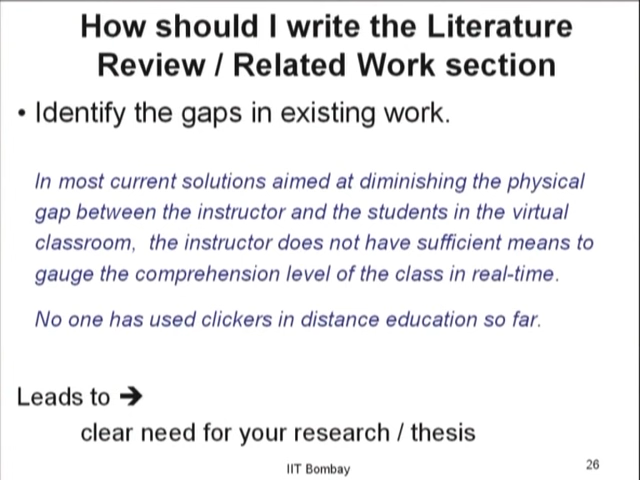 How should I write the Literature
Review / Related Work section
• Identify the gaps in existing work.
In most current solutions aimed at diminishing the physical
gap between the instructor and the students in the virtual
classroom, the instructor does not have sufficient means to
gauge the comprehension level of the class in real-time.
No one has used clickers in distance education so far.
Leads to ➔
clear need for your research / thesis
IIT Bombay
26